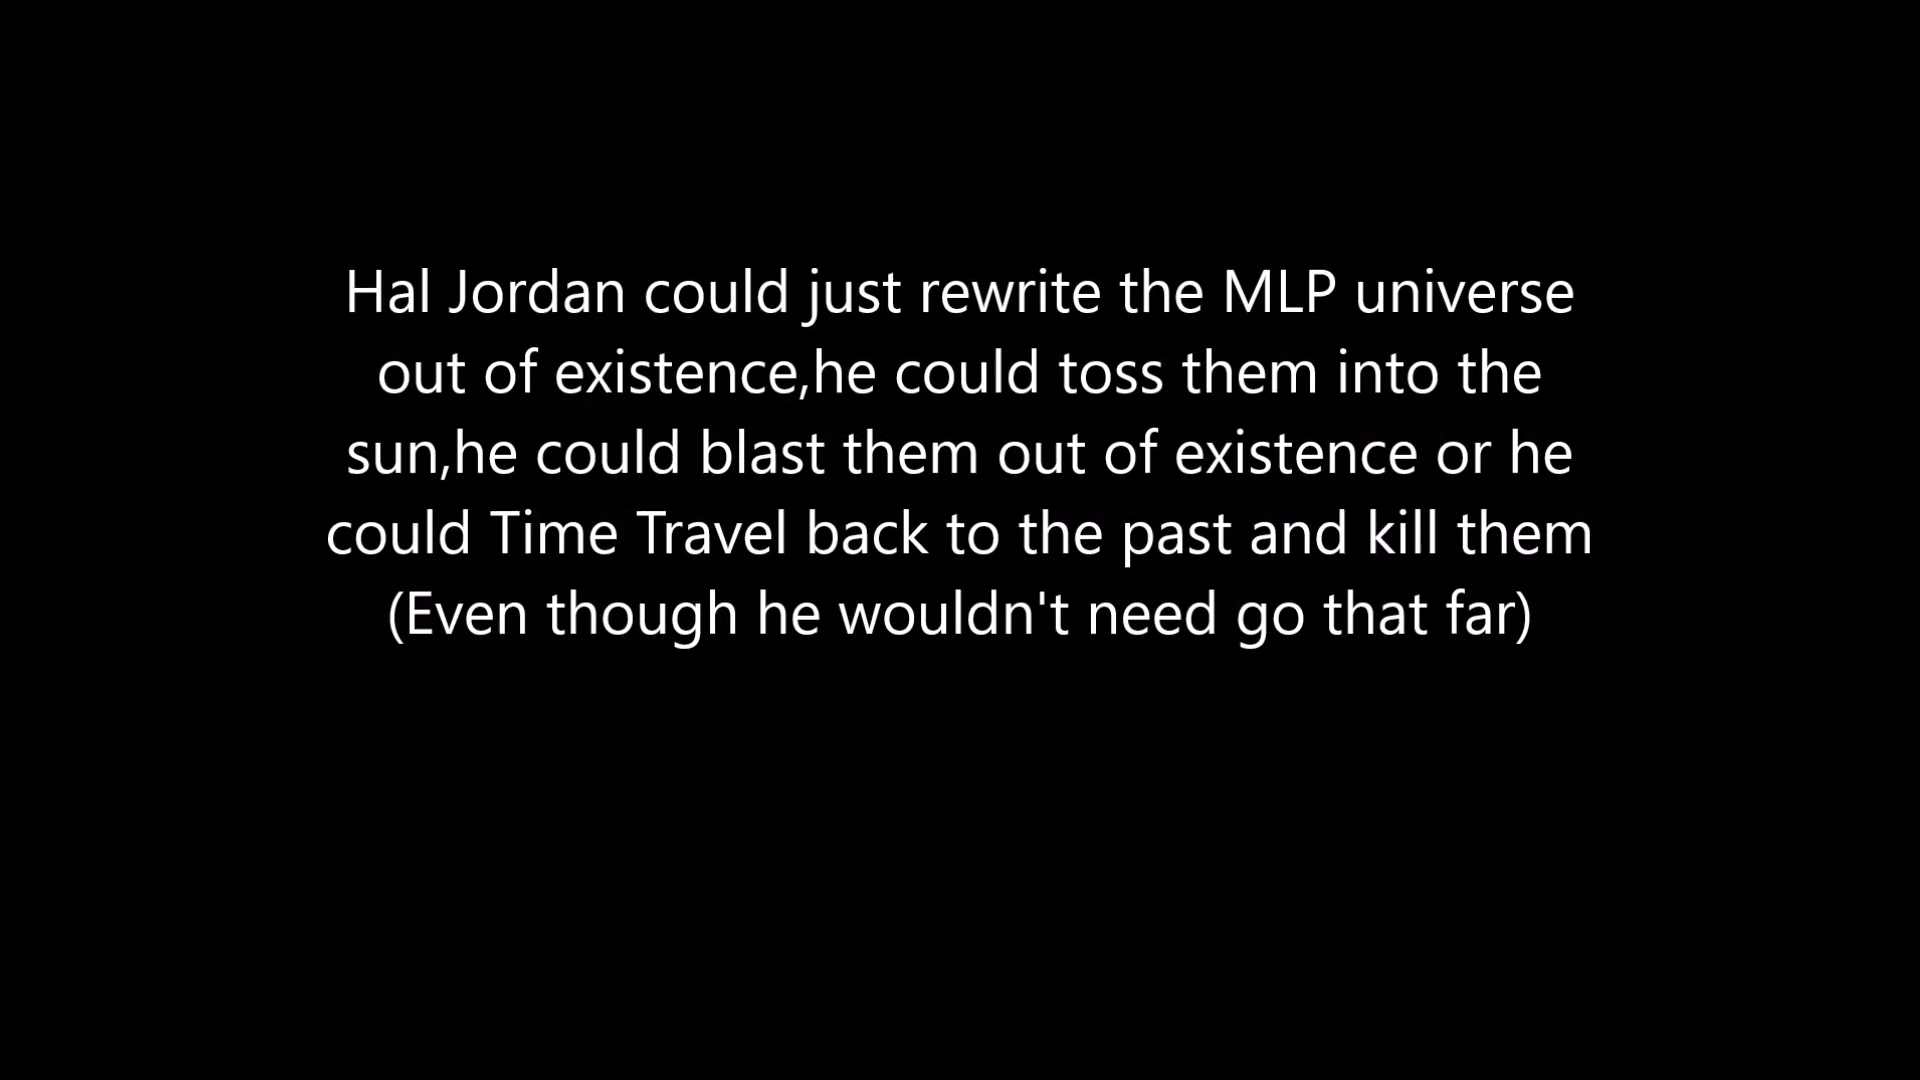 Hal Jordan could just rewrite the MLP universe
out of existence,he could toss them into the
sun,he could blast them out of existence or he
could Time Travel back to the past and kill them
(Even though he wouldn't need go that far)